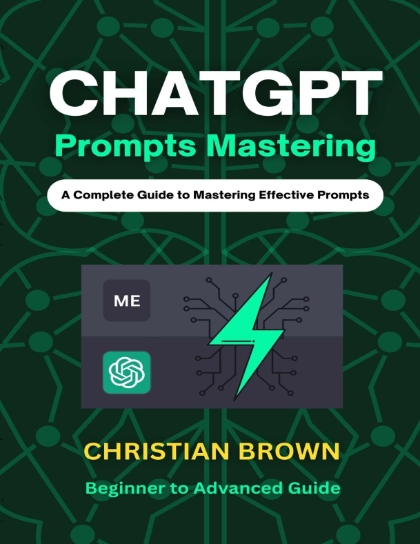 CHATGPT
Prompts Mastering
A Complete Guide to Mastering Effective Prompts
ME
CHRISTIAN BROWN
Beginner to Advanced Guide